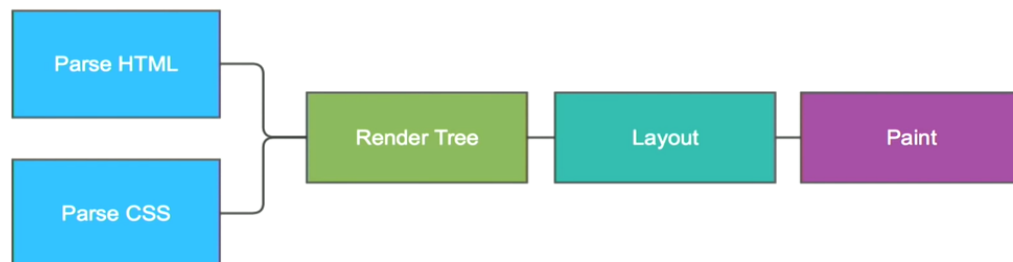 Parse HTML
Parse CSS
Render Tree
Layout
Paint